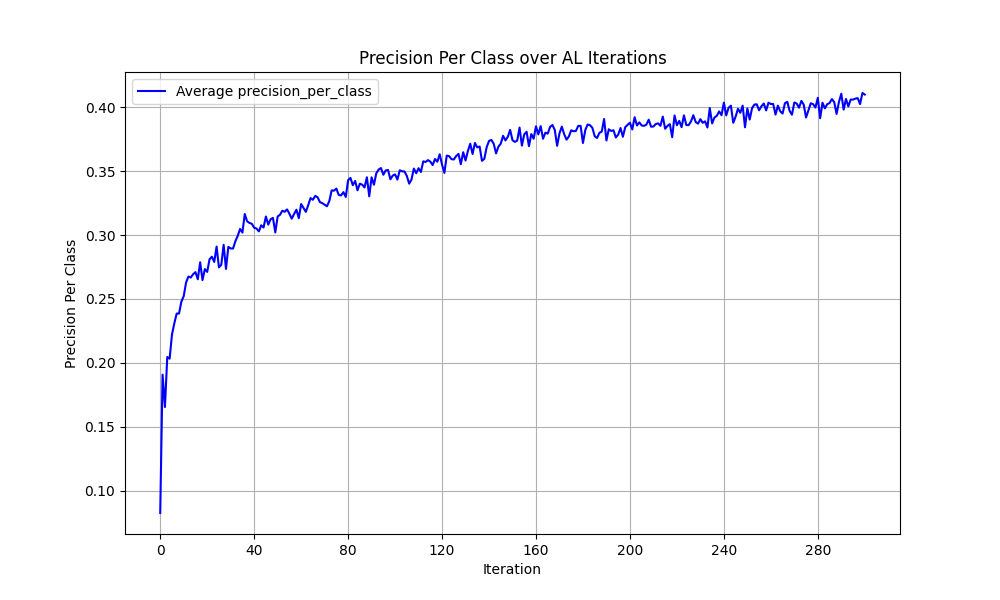 Precision Per Class over AL Iterations
Average precision_per_class
Precision Per Class
0.40
0.35
0.30
0.25
0.20
0.15
0.10
0 40 80 120 160 200 240 280
Iteration